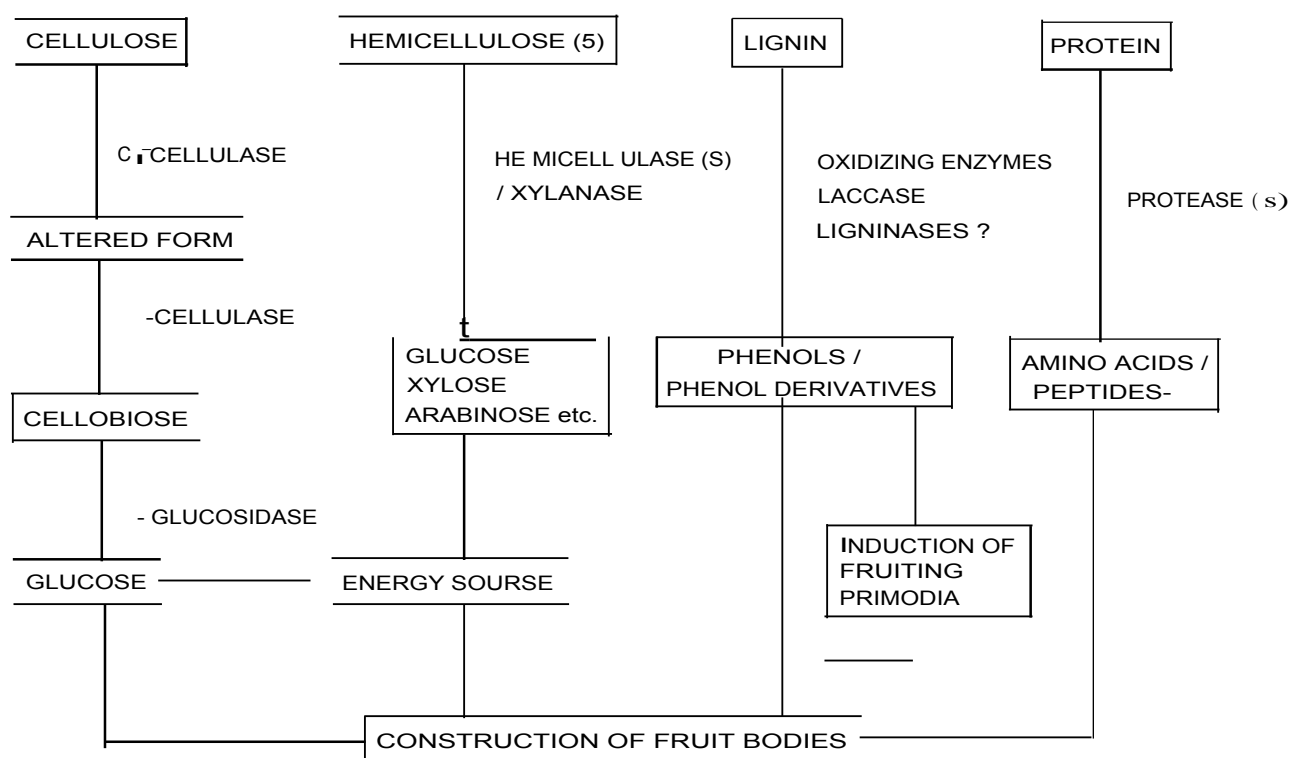 CELLULOSE
HEMICELLULOSE (5)
LIGNIN
PROTEIN
C₁-CELLULASE
HE MICELL ULASE (S)
/ XYLANASE
OXIDIZING ENZYMES
LACCASE
LIGNINASES ?
PROTEASE (s)
ALTERED FORM
-CELLULASE
t
GLUCOSE
XYLOSE
ARABINOSE etc.
PHENOLS /
PHENOL DERIVATIVES
AMINO ACIDS /
PEPTIDES-
CELLOBIOSE
- GLUCOSIDASE
INDUCTION OF
FRUITING
PRIMODIA
GLUCOSE
ENERGY SOURSE
CONSTRUCTION OF FRUIT BODIES